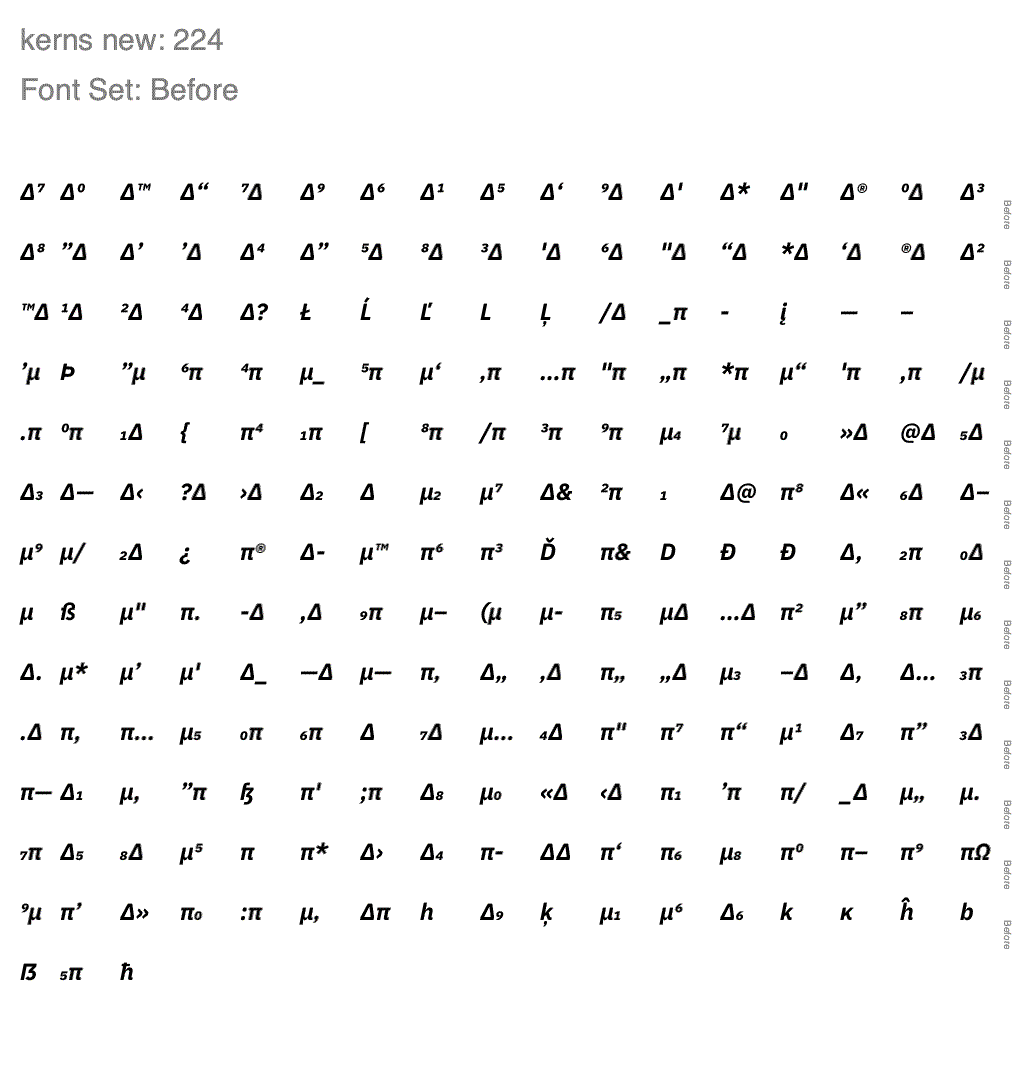 kerns new: 224
Font Set: Before
Δ⁷ Δ⁰ Δ™ Δ“ ⁷Δ Δ⁹ Δ⁶ Δ¹ Δ⁵ Δ‘ ⁹Δ Δ' Δ* Δ" Δ® ⁰Δ Δ³ Before
Δ⁸ ”Δ Δ’ ’Δ Δ⁴ Δ” ⁵Δ ⁸Δ ³Δ 'Δ ⁶Δ "Δ “Δ *Δ ‘Δ ®Δ Δ² Before
™Δ ¹Δ ²Δ ⁴Δ Δ? Ł Ĺ Ľ L Ļ /Δ _π - į — – Before
’μ Þ ”μ ⁶π ⁴π μ_ ⁵π μ‘ ‚π …π "π „π *π μ“ 'π ,π /μ Before
.π ⁰π ₁Δ { π⁴ ₁π [ ⁸π /π ³π ⁹π μ₄ ⁷μ ₀ »Δ @Δ ₅Δ Before
Δ₃ Δ— Δ‹ ?Δ ›Δ Δ₂ Δ μ₂ μ⁷ Δ& ²π ₁ Δ@ π⁸ Δ« ₆Δ Δ– Before
μ⁹ μ/ ₂Δ ¿ π® Δ- μ™ π⁶ π³ Ď π& D Đ Ð Δ, ₂π ₀Δ Before
μ ß μ" π. -Δ ,Δ ₉π μ– (μ μ- π₅ μΔ …Δ π² μ” ₈π μ₆ Before
Δ. μ* μ’ μ' Δ_ —Δ μ— π, Δ„ ‚Δ π„ „Δ μ₃ –Δ Δ‚ Δ… ₃π Before
.Δ π‚ π… μ₅ ₀π ₆π Δ ₇Δ μ… ₄Δ π" π⁷ π“ μ¹ Δ₇ π” ₃Δ Before
π— Δ₁ μ, ”π ɮ π' ;π Δ₈ μ₀ «Δ ‹Δ π₁ ’π π/ _Δ μ„ μ. Before
₇π Δ₅ ₈Δ μ⁵ π π* Δ› Δ₄ π- ΔΔ π‘ π₆ μ₈ π⁰ π– π⁹ πΩ Before
⁹μ π’ Δ» π₀ :π μ‚ Δπ h Δ₉ ķ μ₁ μ⁶ Δ₆ k ĸ ĥ b Before
ẞ ₅π ħ